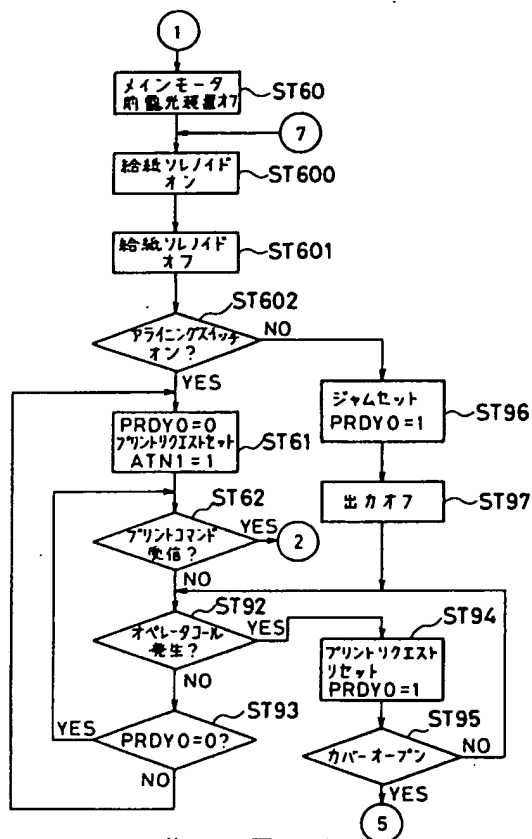 1
メインモータ
前露光装置オフ
ST60
7
給紙ソレノイド
オン
ST600
給紙ソレノイド
オフ
ST601
ST602
アライニングスイッチ
オン?
NO
YES
ジャムセット
PRDY0=1
ST96
PRDY0=0
プリントリクエストセット
ATN1=1
ST61
出力オフ
ST97
ST62
プリントコマンド
受信?
YES
2
NO
ST92
オペレータコール
発生?
YES
ST94
プリントリクエスト
リセット
PRDY0=1
NO
ST93
YES
PRDY0=0?
NO
ST95
カバーオープン
NO
YES
5